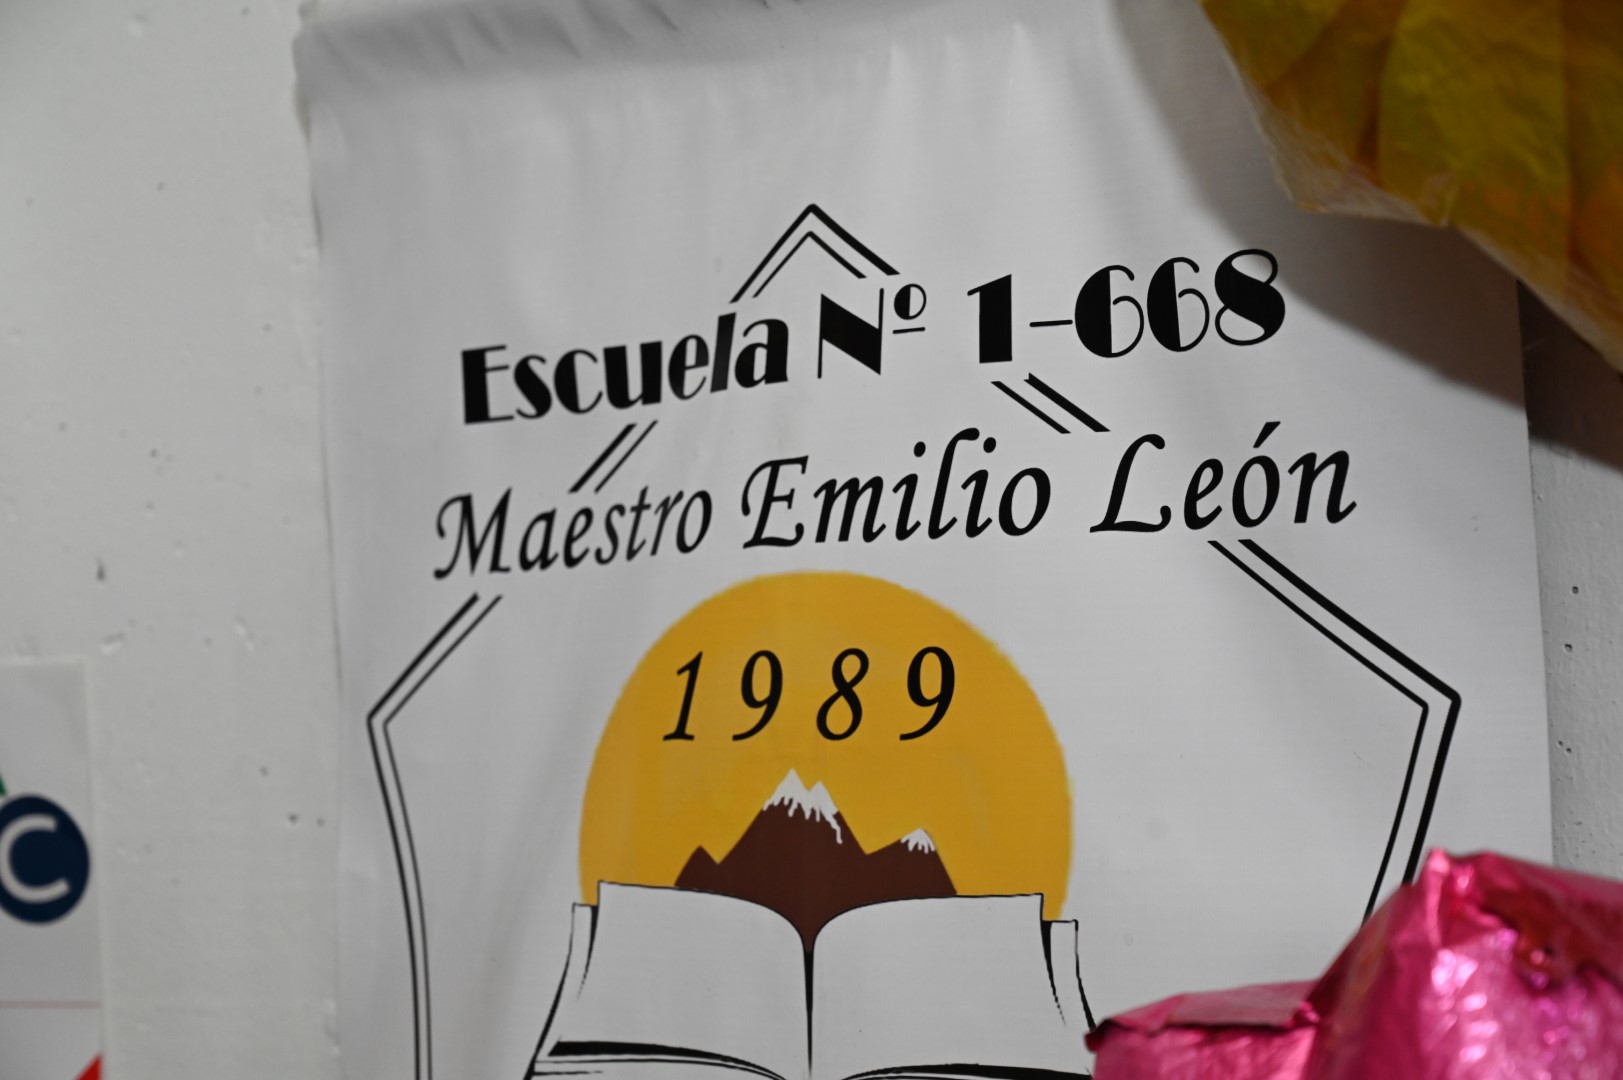 Escuela Nº 1-668
Maestro Emilio León
1989
C